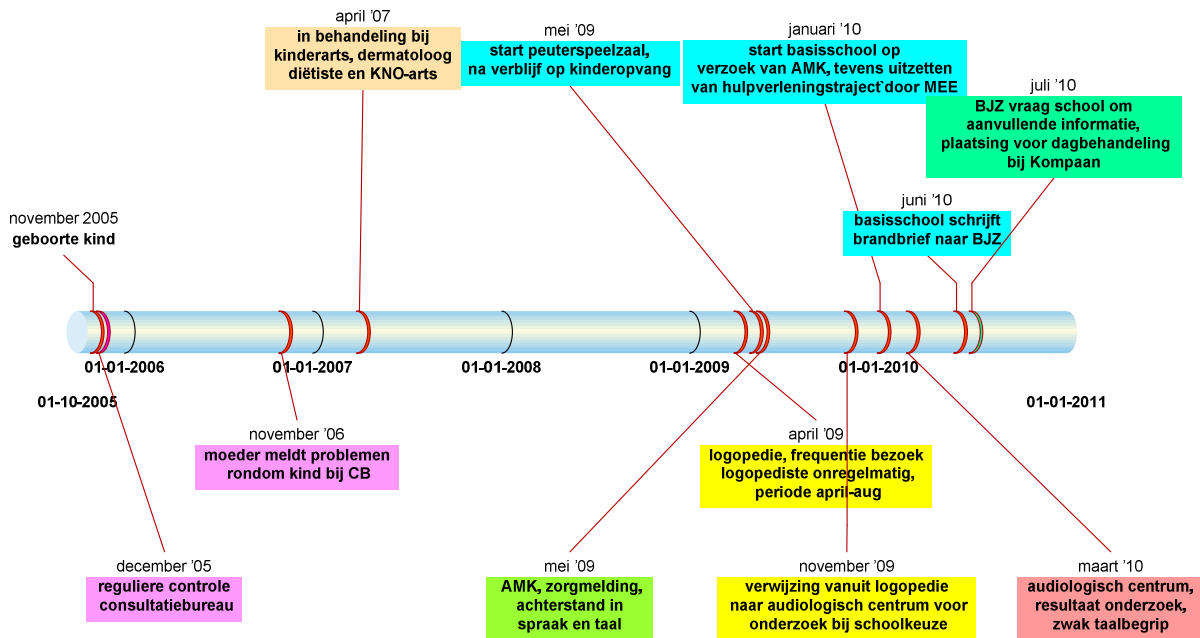 april '07
in behandeling bij
kinderarts, dermatoloog
diëtiste en KNO-arts
mei '09
start peuterspeelzaal,
na verblijf op kinderopvang
januari '10
start basisschool op
verzoek van AMK, tevens uitzetten
van hulpverleningstraject`door MEE
juli '10
BJZ vraag school om
aanvullende informatie,
plaatsing voor dagbehandeling
bij Kompaan
juni '10
basisschool schrijft
brandbrief naar BJZ
november 2005
geboorte kind
01-01-2006
01-01-2007
01-01-2008
01-01-2009
01-01-2010
01-10-2005
01-01-2011
november '06
moeder meldt problemen
rondom kind bij CB
april '09
logopedie, frequentie bezoek
logopediste onregelmatig,
periode april-aug
december '05
reguliere controle
consultatiebureau
mei '09
AMK, zorgmelding,
achterstand in
spraak en taal
november '09
verwijzing vanuit logopedie
naar audiologisch centrum voor
onderzoek bij schoolkeuze
maart '10
audiologisch centrum,
resultaat onderzoek,
zwak taalbegrip